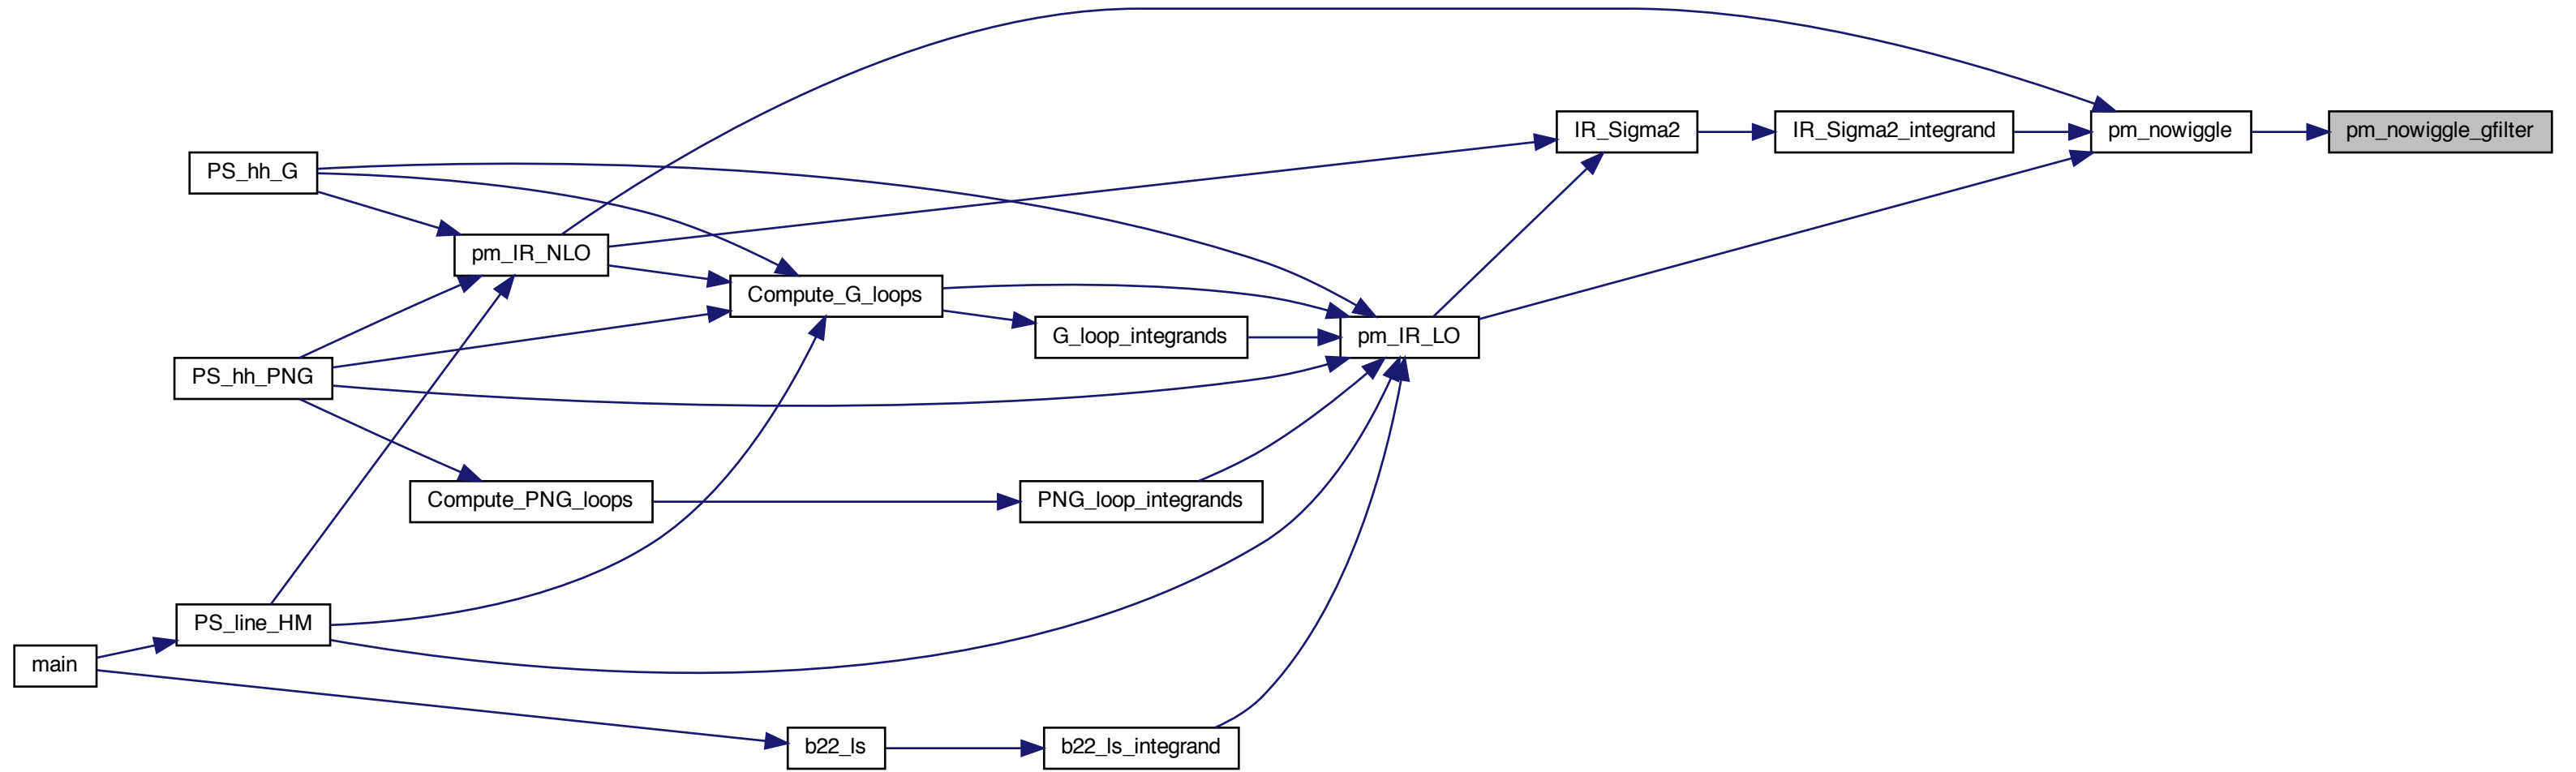 IR_Sigma2
IR_Sigma2_integrand
pm_nowiggle
pm_nowiggle_gfilter
PS_hh_G
pm_IR_NLO
Compute_G_loops
G_loop_integrands
pm_IR_LO
PS_hh_PNG
Compute_PNG_loops
PNG_loop_integrands
PS_line_HM
main
b22_ls
b22_ls_integrand